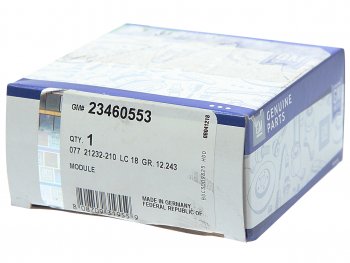 GM# 23460553
QTY. 1
077 21232-210 LC 18 GR. 12.243
MODULE
MADE IN GERMANY
FEDERAL REPUBLIC OF
00041218
GENUINE
PARTS